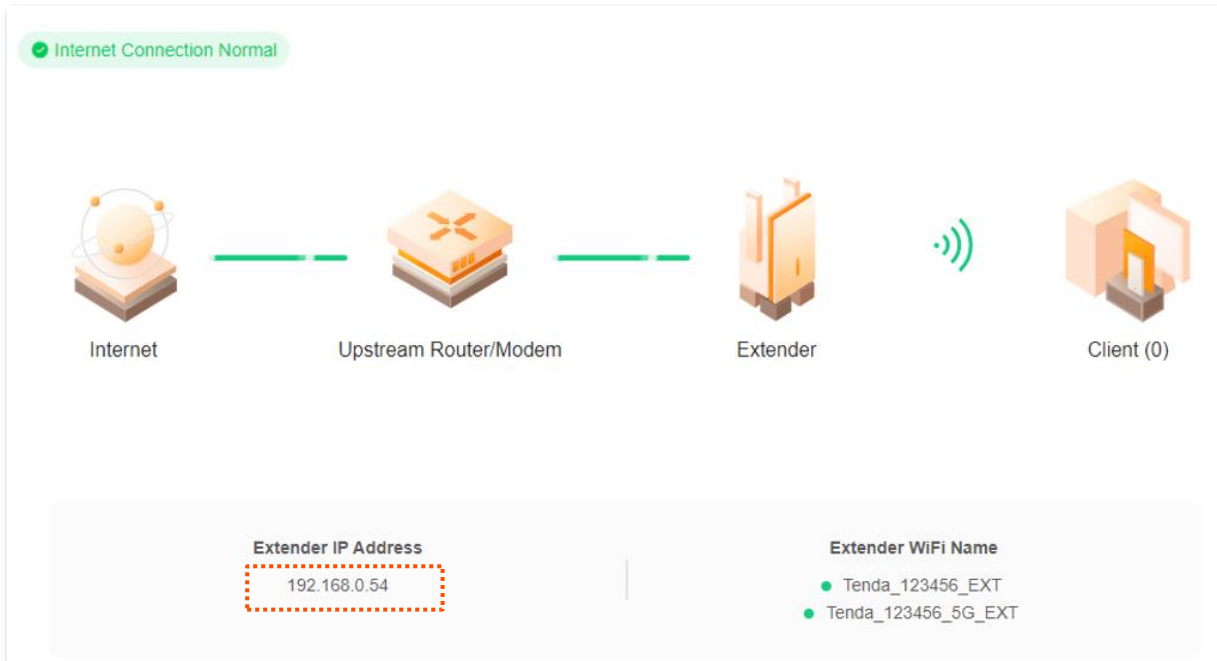 Internet Connection Normal
Internet
Upstream Router/Modem
Extender
Client (0)
Extender IP Address
192.168.0.54
Extender WiFi Name
Tenda_123456_EXT
Tenda_123456_5G_EXT